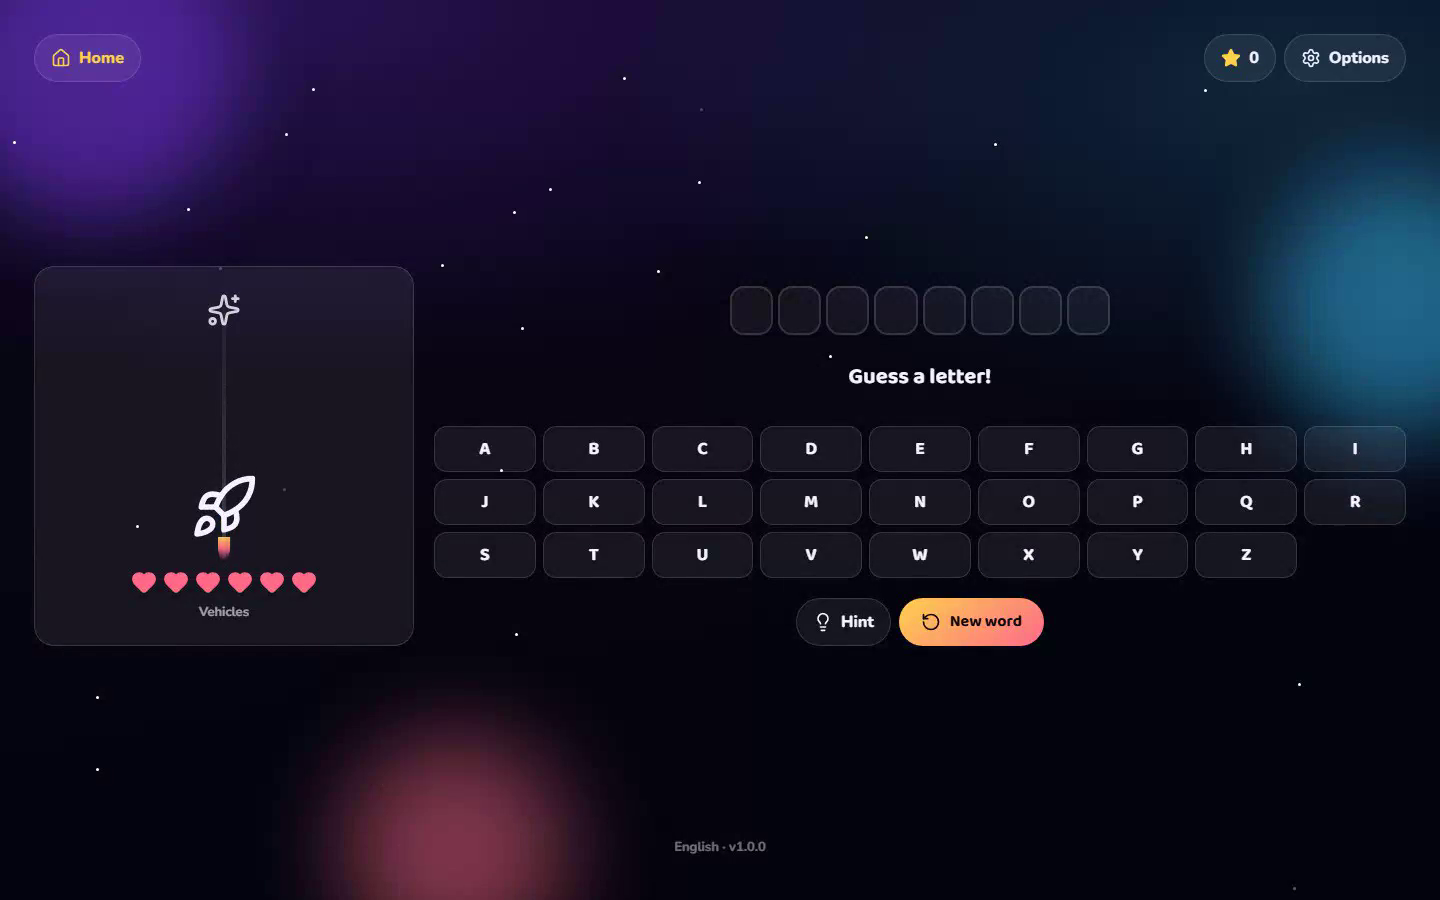 Home
0
Options
Guess a letter!
A B C D E F G H I
J K L M N O P Q R
S T U V W X Y Z
Vehicles
Hint
New word
English · v1.0.0